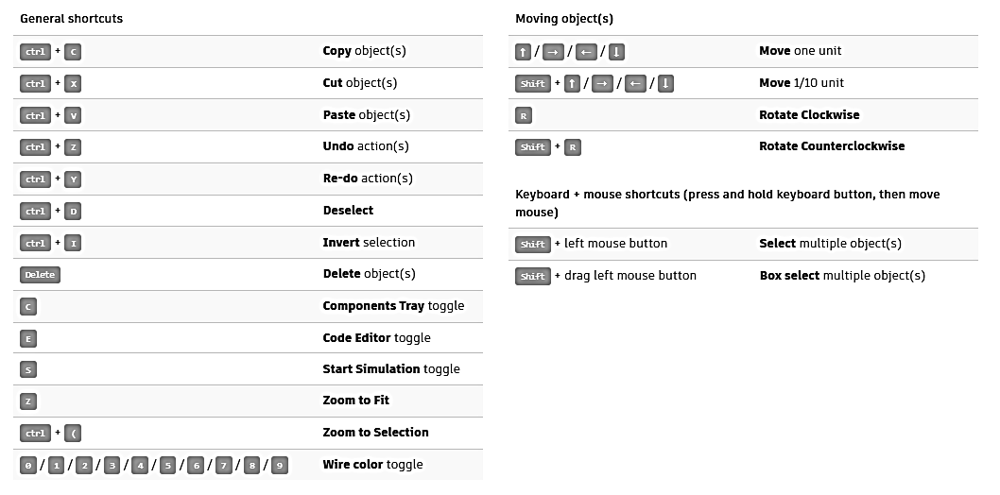 General shortcuts
ctrl + C Copy object(s)
ctrl + X Cut object(s)
ctrl + V Paste object(s)
ctrl + Z Undo action(s)
ctrl + Y Re-do action(s)
ctrl + D Deselect
ctrl + I Invert selection
Delete Delete object(s)
C Components Tray toggle
E Code Editor toggle
S Start Simulation toggle
Z Zoom to Fit
ctrl + ( Zoom to Selection
0 / 1 / 2 / 3 / 4 / 5 / 6 / 7 / 8 / 9 Wire color toggle
Moving object(s)
↑ / → / ← / ↓ Move one unit
Shift + ↑ / → / ← / ↓ Move 1/10 unit
R Rotate Clockwise
Shift + R Rotate Counterclockwise
Keyboard + mouse shortcuts (press and hold keyboard button, then move
mouse)
Shift + left mouse button Select multiple object(s)
Shift + drag left mouse button Box select multiple object(s)